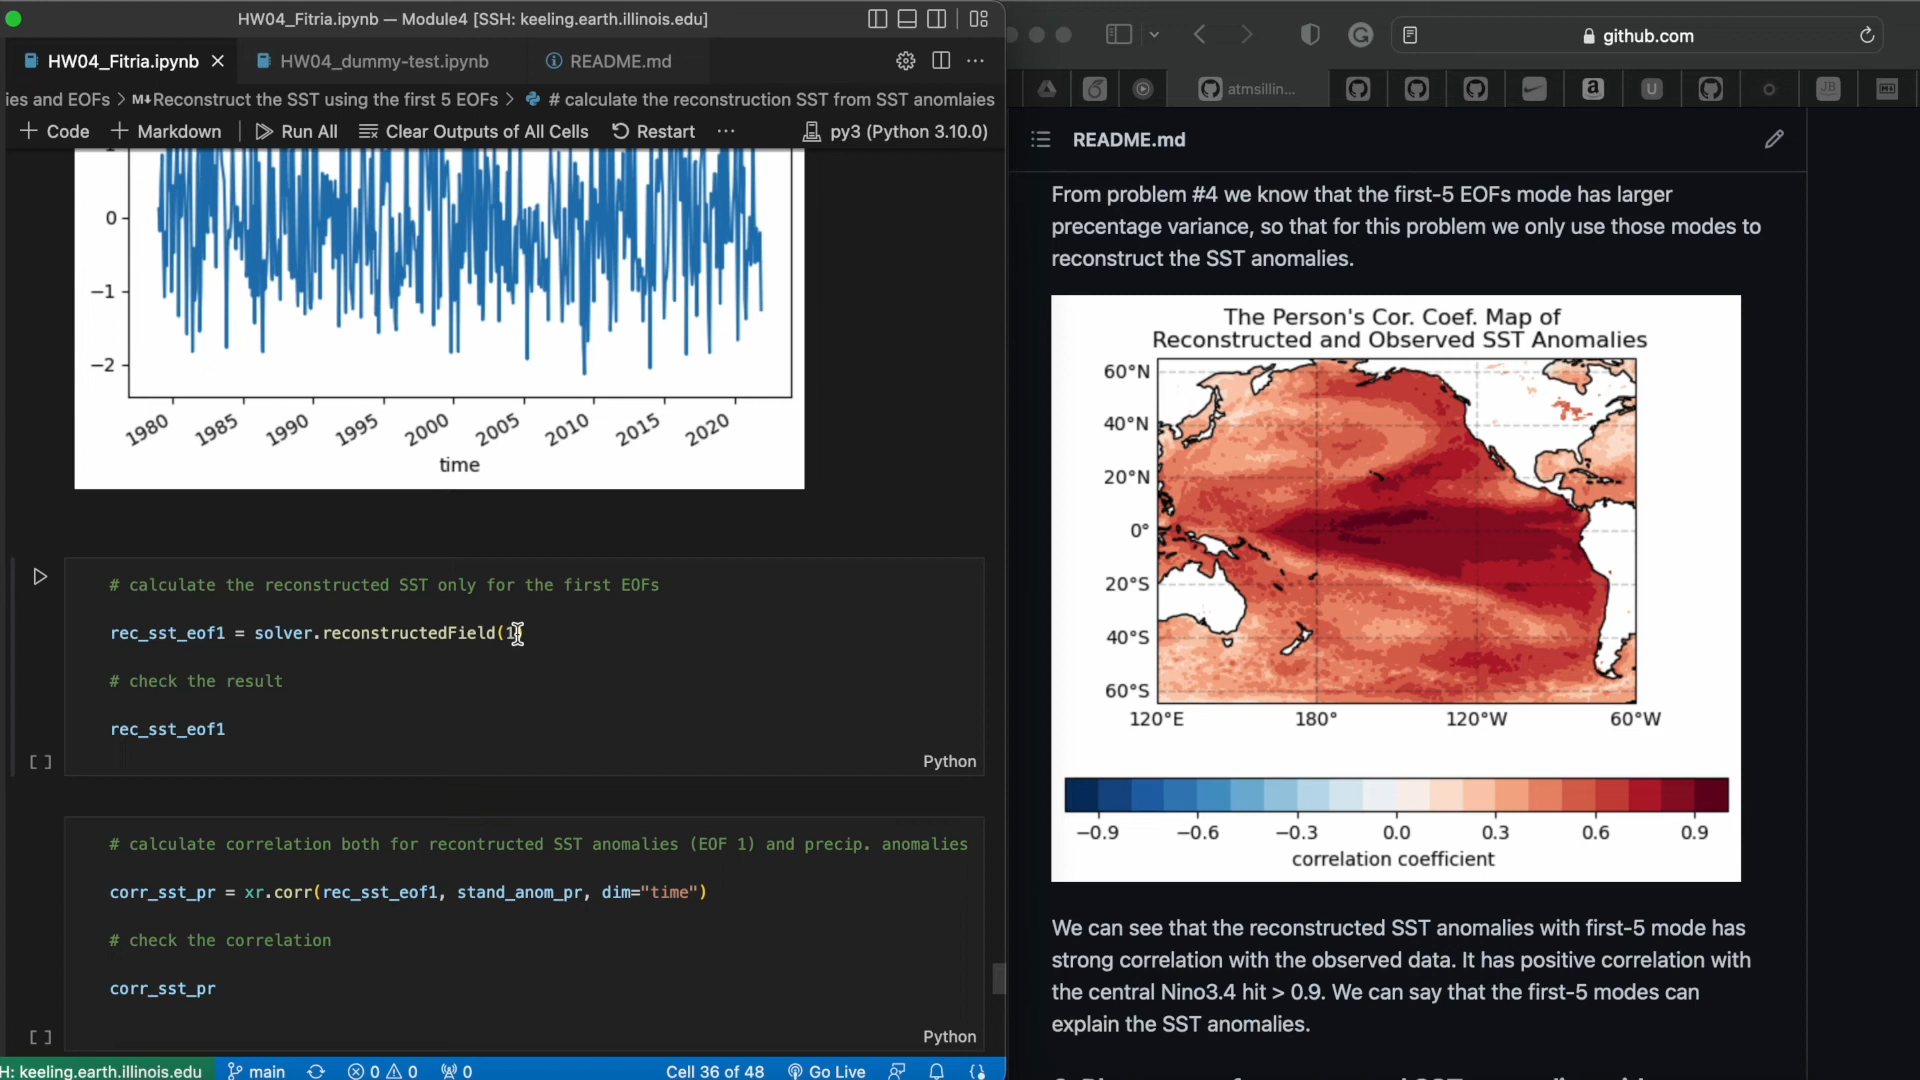 HW04_Fitria.ipynb — Module4 [SSH: keeling.earth.illinois.edu]
HW04_Fitria.ipynb
HW04_dummy-test.ipynb
README.md
ies and EOFs > M↓Reconstruct the SST using the first 5 EOFs > # calculate the reconstruction SST from SST anomlaies
+ Code + Markdown | Run All Clear Outputs of All Cells Restart ··· py3 (Python 3.10.0)
0
−1
−2
1980 1985 1990 1995 2000 2005 2010 2015 2020
time
# calculate the reconstructed SST only for the first EOFs
rec_sst_eof1 = solver.reconstructedField(1)
# check the result
rec_sst_eof1
[ ]
Python
# calculate correlation both for recontructed SST anomalies (EOF 1) and precip. anomalies
corr_sst_pr = xr.corr(rec_sst_eof1, stand_anom_pr, dim="time")
# check the correlation
corr_sst_pr
[ ]
Python
H: keeling.earth.illinois.edu main 0 0 0 Cell 36 of 48 Go Live
github.com
atmsillin...
a
U
JB
README.md
From problem #4 we know that the first-5 EOFs mode has larger
precentage variance, so that for this problem we only use those modes to
reconstruct the SST anomalies.
The Person's Cor. Coef. Map of
Reconstructed and Observed SST Anomalies
60°N
40°N
20°N
0°
20°S
40°S
60°S
120°E 180° 120°W 60°W
−0.9 −0.6 −0.3 0.0 0.3 0.6 0.9
correlation coefficient
We can see that the reconstructed SST anomalies with first-5 mode has
strong correlation with the observed data. It has positive correlation with
the central Nino3.4 hit > 0.9. We can say that the first-5 modes can
explain the SST anomalies.